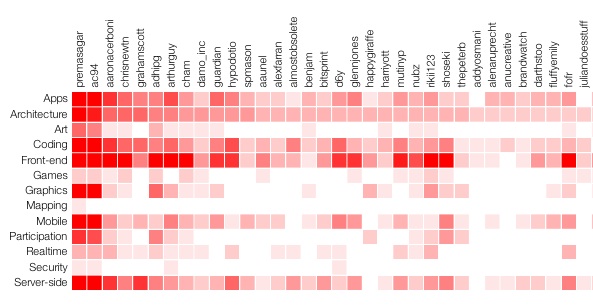 premasagar
ac94
aaronacerboni
chrisnewtn
grahamscott
adhipg
arthurguy
cham
damo_inc
guardian
hypodotio
spmason
aaunel
alexfarran
almostobsolete
benjam
bitsprint
d6y
glennjones
happygiraffe
harryott
mutinyp
nubz
rikii123
shoseki
thepeterb
addyosmani
alenaruprecht
anucreative
brandwatch
darthstoo
fluffyemily
fofr
juliandoesstuff
Apps
Architecture
Art
Coding
Front-end
Games
Graphics
Mapping
Mobile
Participation
Realtime
Security
Server-side